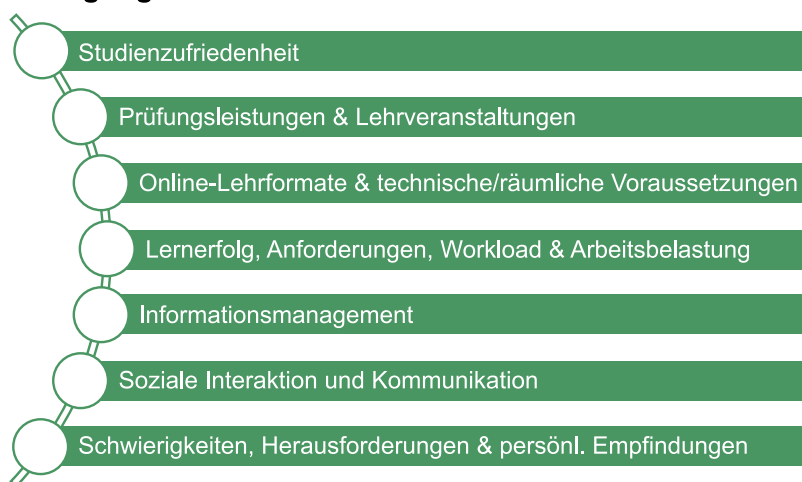 Studienzufriedenheit
Prüfungsleistungen & Lehrveranstaltungen
Online-Lehrformate & technische/räumliche Voraussetzungen
Lernerfolg, Anforderungen, Workload & Arbeitsbelastung
Informationsmanagement
Soziale Interaktion und Kommunikation
Schwierigkeiten, Herausforderungen & persönl. Empfindungen